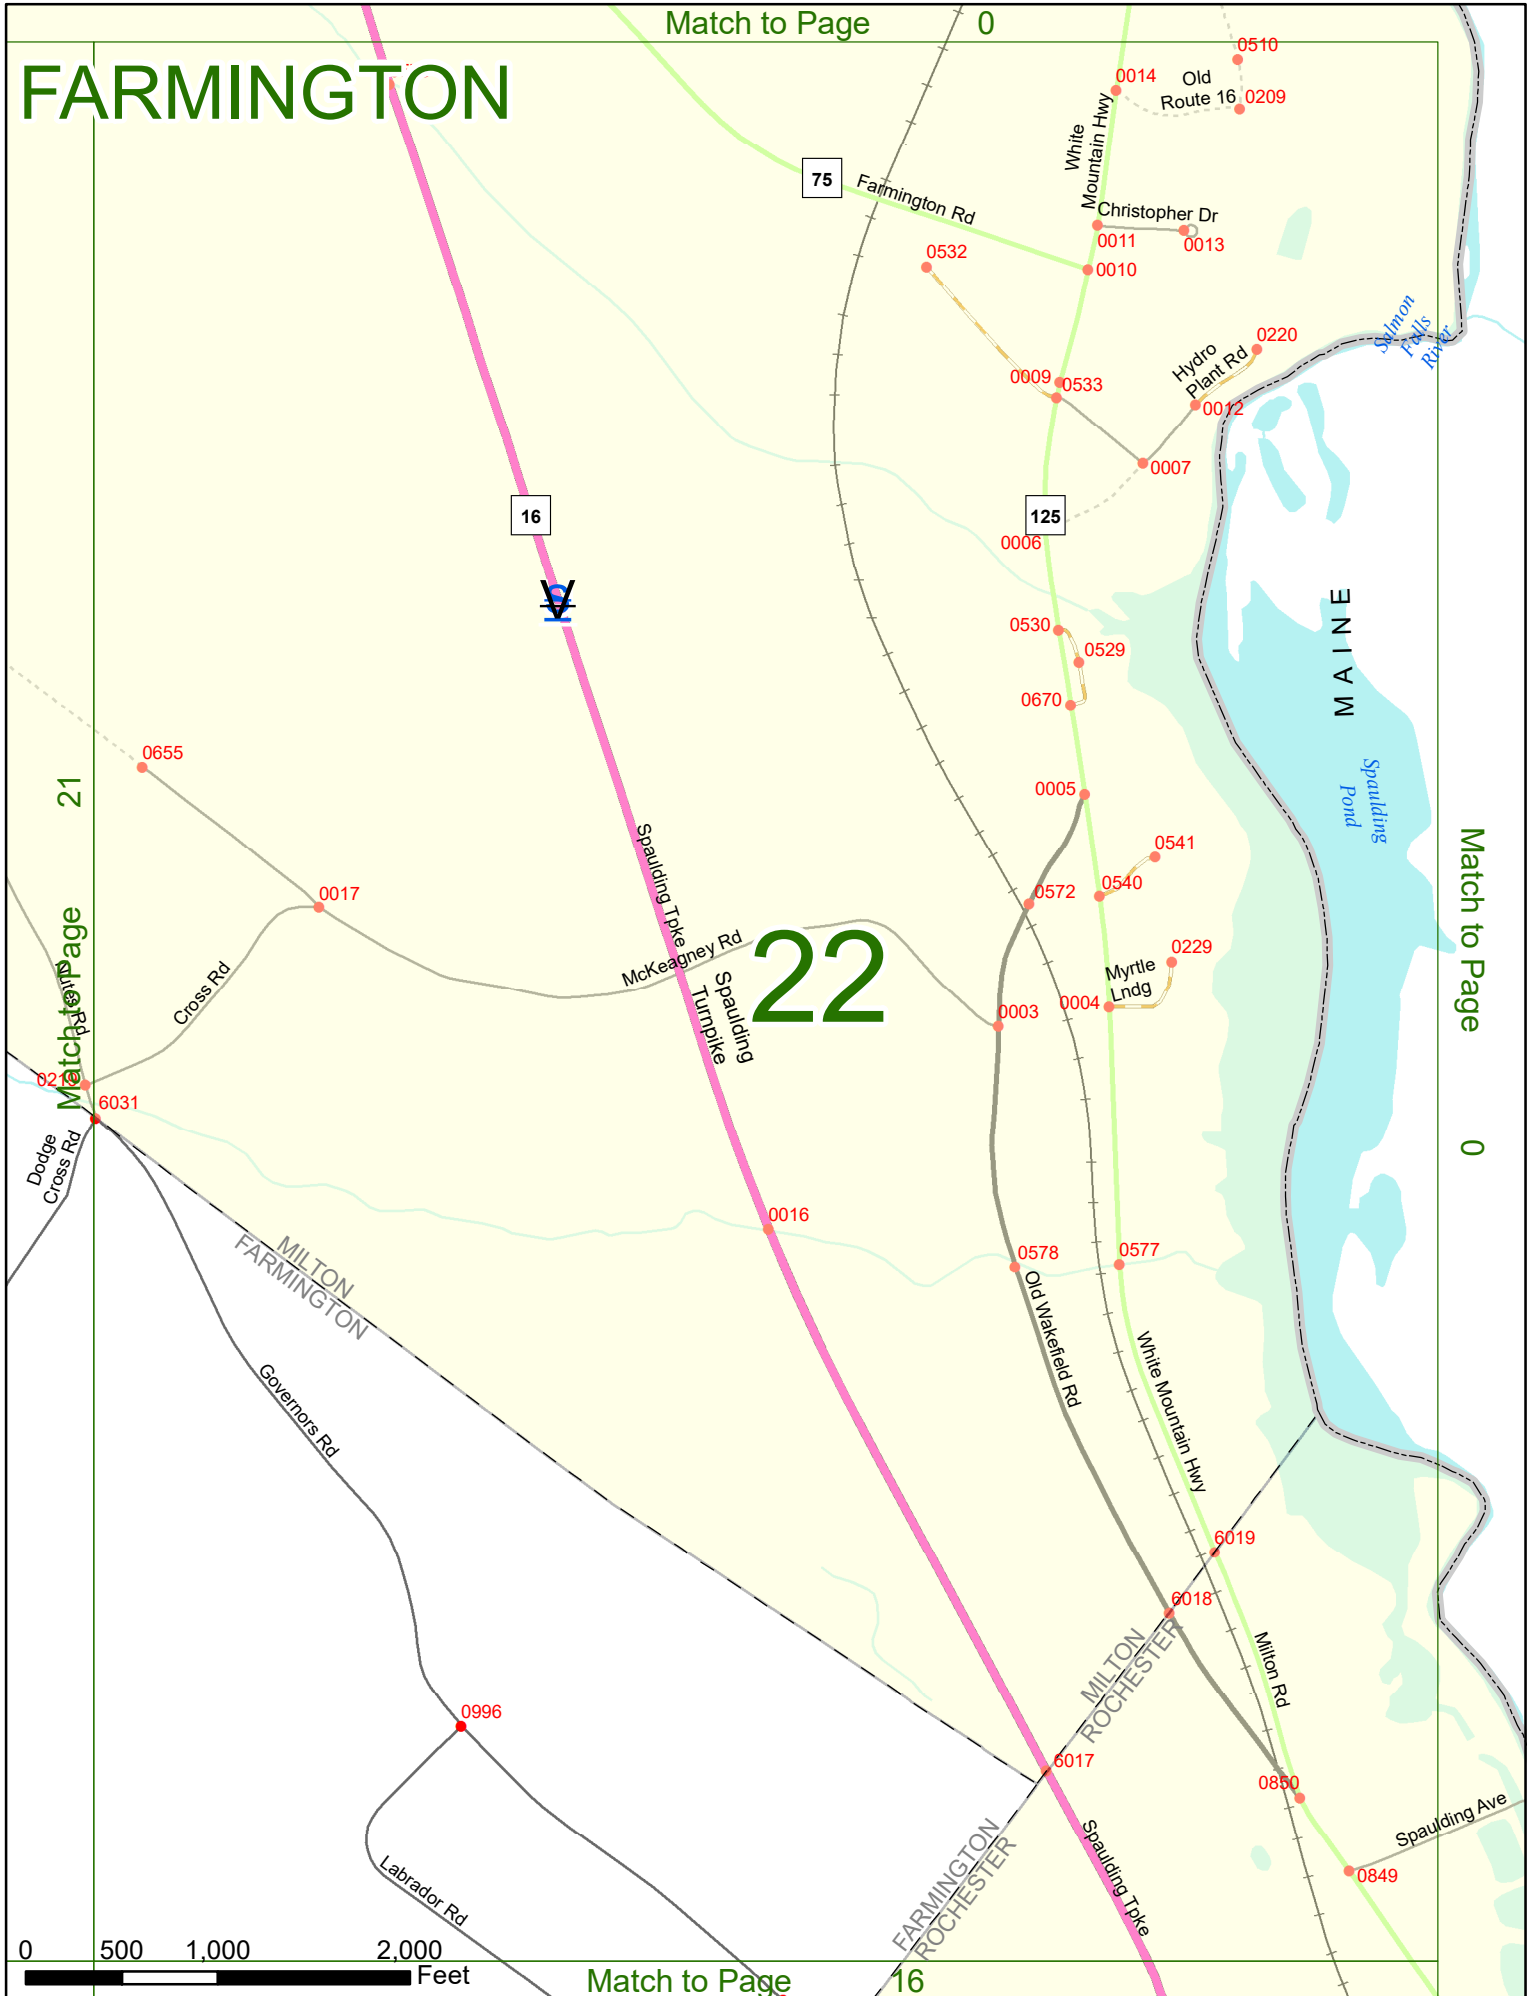 Match to Page 0
FARMINGTON
0510
0014
Old
Route 16
0209
White
Mountain Hwy
75
Farmington Rd
Christopher Dr
0011
0013
0532
0010
Salmon
Falls
River
0220
Hydro
Plant Rd
0009
0533
0012
0007
16
125
0006
MAINE
0530
0529
0670
0655
21
Match to Page
Spaulding
Pond
0005
0541
0540
0572
0017
Spaulding Tpke
McKeagney Rd
22
Match to Page 0
Cross Rd
Spaulding
Turnpike
0229
Myrtle
Lndg
0004
0003
6031
Dodge
Cross Rd
0016
0578
0577
MILTON
FARMINGTON
Old Wakefield Rd
White Mountain Hwy
Governors Rd
6019
6018
MILTON
ROCHESTER
Milton Rd
0996
6017
0850
Spaulding Ave
0849
Labrador Rd
FARMINGTON
ROCHESTER
Spaulding Tpke
0 500 1,000 2,000
Feet
Match to Page 16